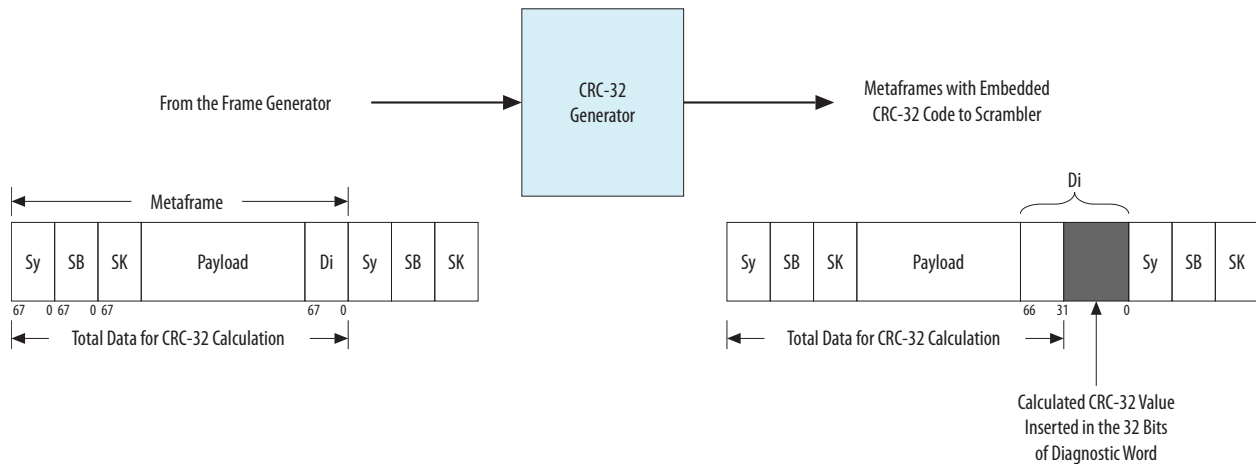 From the Frame Generator
CRC-32
Generator
Metaframes with Embedded
CRC-32 Code to Scrambler
Metaframe
Sy SB SK Payload Di Sy SB SK
67 0 67 0 67 67 0
Total Data for CRC-32 Calculation
Di
Sy SB SK Payload Sy SB SK
66 31 0
Total Data for CRC-32 Calculation
Calculated CRC-32 Value
Inserted in the 32 Bits
of Diagnostic Word